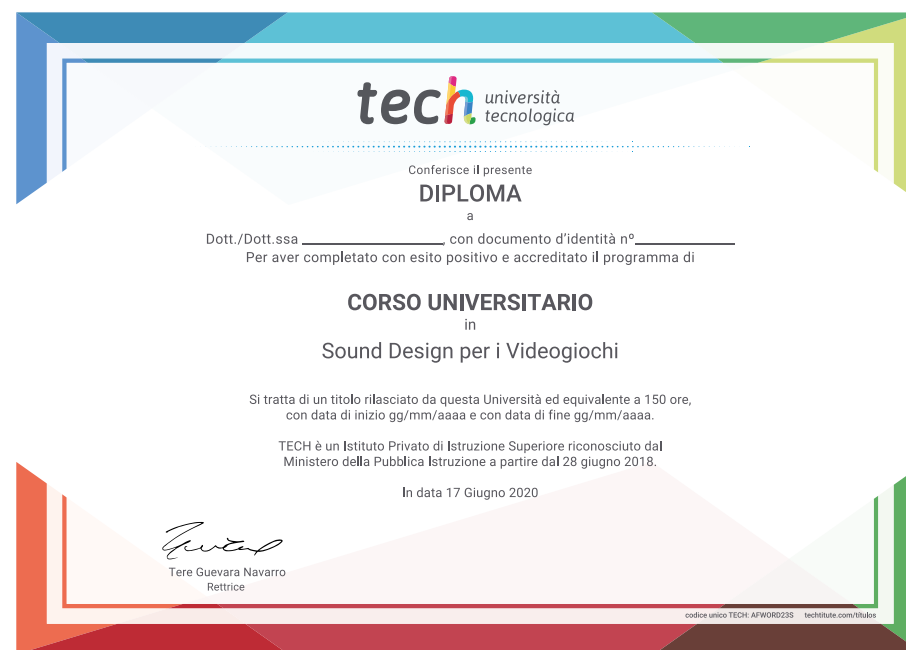 tech università
tecnologica
Conferisce il presente
DIPLOMA
a
Dott./Dott.ssa ________________, con documento d'identità nº____________
Per aver completato con esito positivo e accreditato il programma di
CORSO UNIVERSITARIO
in
Sound Design per i Videogiochi
Si tratta di un titolo rilasciato da questa Università ed equivalente a 150 ore,
con data di inizio gg/mm/aaaa e con data di fine gg/mm/aaaa.
TECH è un Istituto Privato di Istruzione Superiore riconosciuto dal
Ministero della Pubblica Istruzione a partire dal 28 giugno 2018.
In data 17 Giugno 2020
Tere Guevara Navarro
Rettrice
codice unico TECH: AFWORD23S techtitute.com/títulos